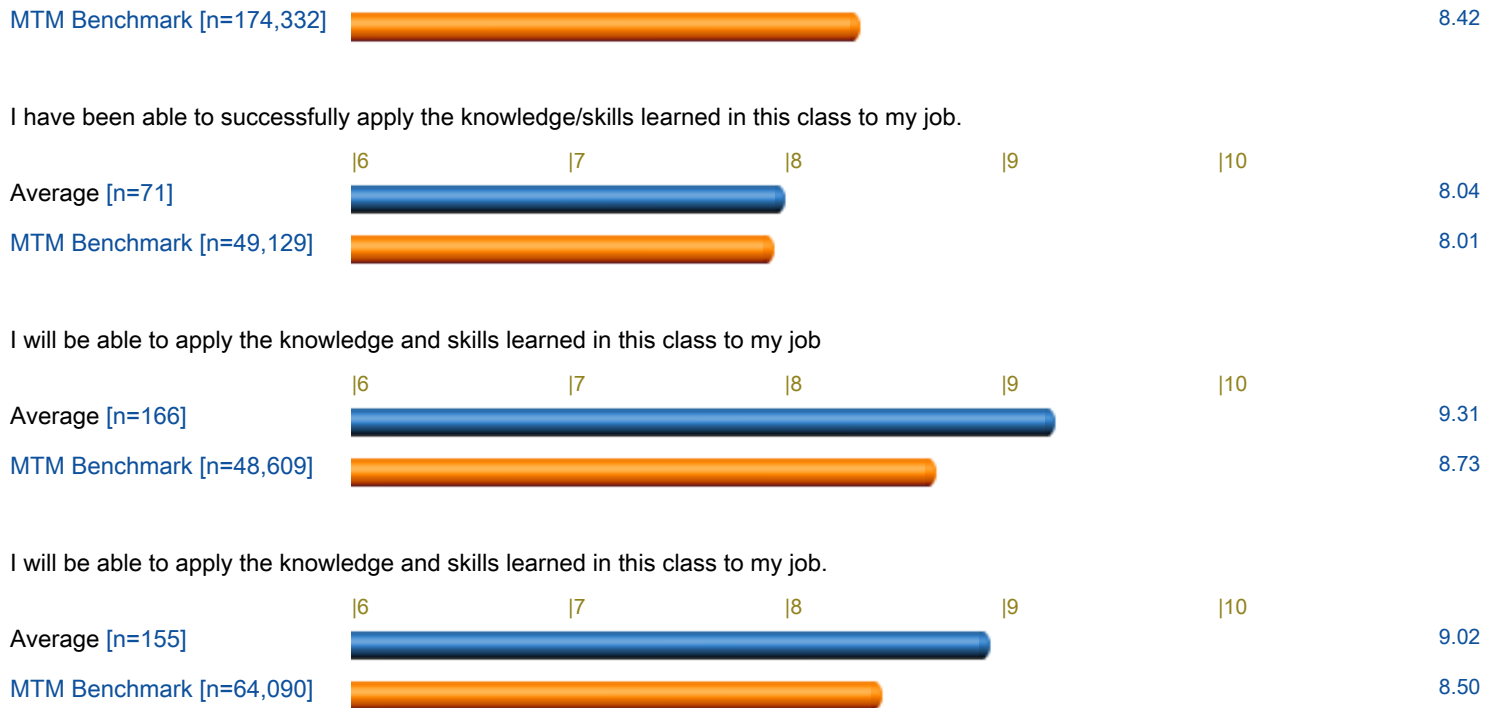 MTM Benchmark [n=174,332] 8.42
I have been able to successfully apply the knowledge/skills learned in this class to my job.
|6 |7 |8 |9 |10
Average [n=71] 8.04
MTM Benchmark [n=49,129] 8.01
I will be able to apply the knowledge and skills learned in this class to my job
|6 |7 |8 |9 |10
Average [n=166] 9.31
MTM Benchmark [n=48,609] 8.73
I will be able to apply the knowledge and skills learned in this class to my job.
|6 |7 |8 |9 |10
Average [n=155] 9.02
MTM Benchmark [n=64,090] 8.50